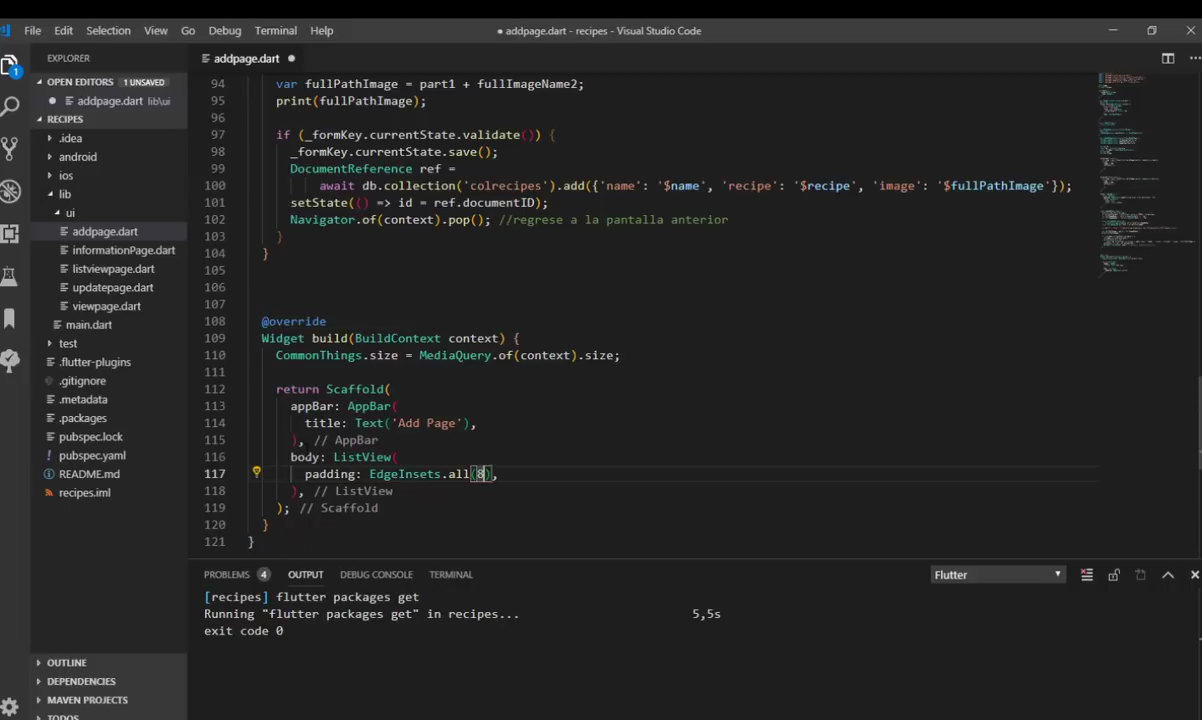 File Edit Selection View Go Debug Terminal Help
● addpage.dart - recipes - Visual Studio Code
EXPLORER
OPEN EDITORS 1 UNSAVED
addpage.dart lib\ui
RECIPES
.idea
android
ios
lib
ui
addpage.dart
informationPage.dart
listviewpage.dart
updatepage.dart
viewpage.dart
main.dart
test
.flutter-plugins
.gitignore
.metadata
.packages
pubspec.lock
pubspec.yaml
README.md
recipes.iml
OUTLINE
DEPENDENCIES
MAVEN PROJECTS
TODOS
1
addpage.dart
94 var fullPathImage = part1 + fullImageName2;
95 print(fullPathImage);
96
97 if (_formKey.currentState.validate()) {
98 _formKey.currentState.save();
99 DocumentReference ref =
100 await db.collection('colrecipes').add({'name': '$name', 'recipe': '$recipe', 'image': '$fullPathImage'});
101 setState(() => id = ref.documentID);
102 Navigator.of(context).pop(); //regrese a la pantalla anterior
103 }
104 }
105
106
107
108 @override
109 Widget build(BuildContext context) {
110 CommonThings.size = MediaQuery.of(context).size;
111
112 return Scaffold(
113 appBar: AppBar(
114 title: Text('Add Page'),
115 ), // AppBar
116 body: ListView(
117 padding: EdgeInsets.all(8),
118 ), // ListView
119 ); // Scaffold
120 }
121 }
PROBLEMS 4 OUTPUT DEBUG CONSOLE TERMINAL Flutter
[recipes] flutter packages get
Running "flutter packages get" in recipes... 5,5s
exit code 0